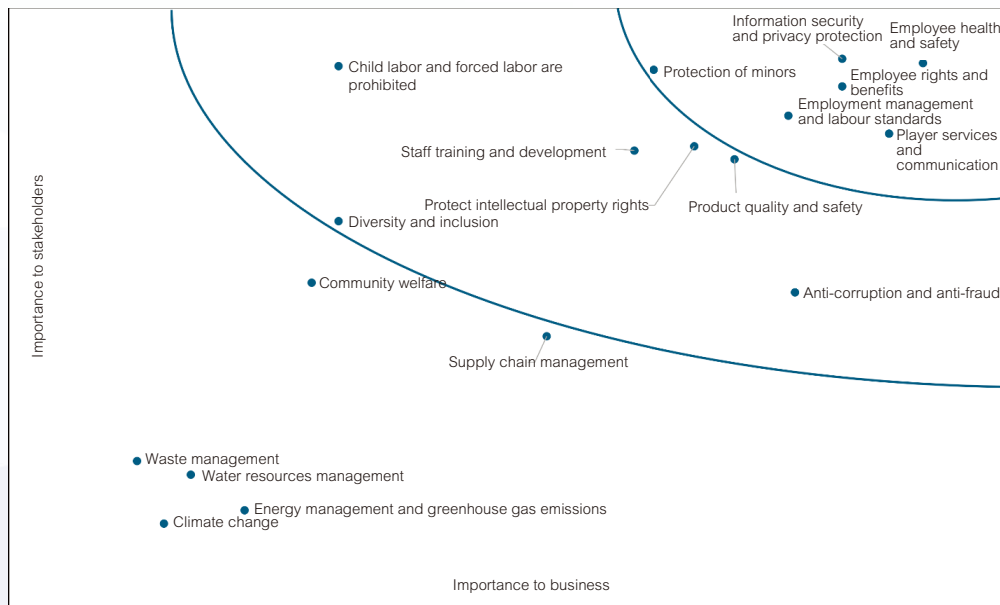 Information security
and privacy protection
Employee health
and safety
Child labor and forced labor are
prohibited
Protection of minors
Employee rights and
benefits
Employment management
and labour standards
Player services
and
communication
Staff training and development
Protect intellectual property rights
Product quality and safety
Diversity and inclusion
Community welfare
Anti-corruption and anti-fraud
Supply chain management
Importance to stakeholders
Waste management
Water resources management
Energy management and greenhouse gas emissions
Climate change
Importance to business